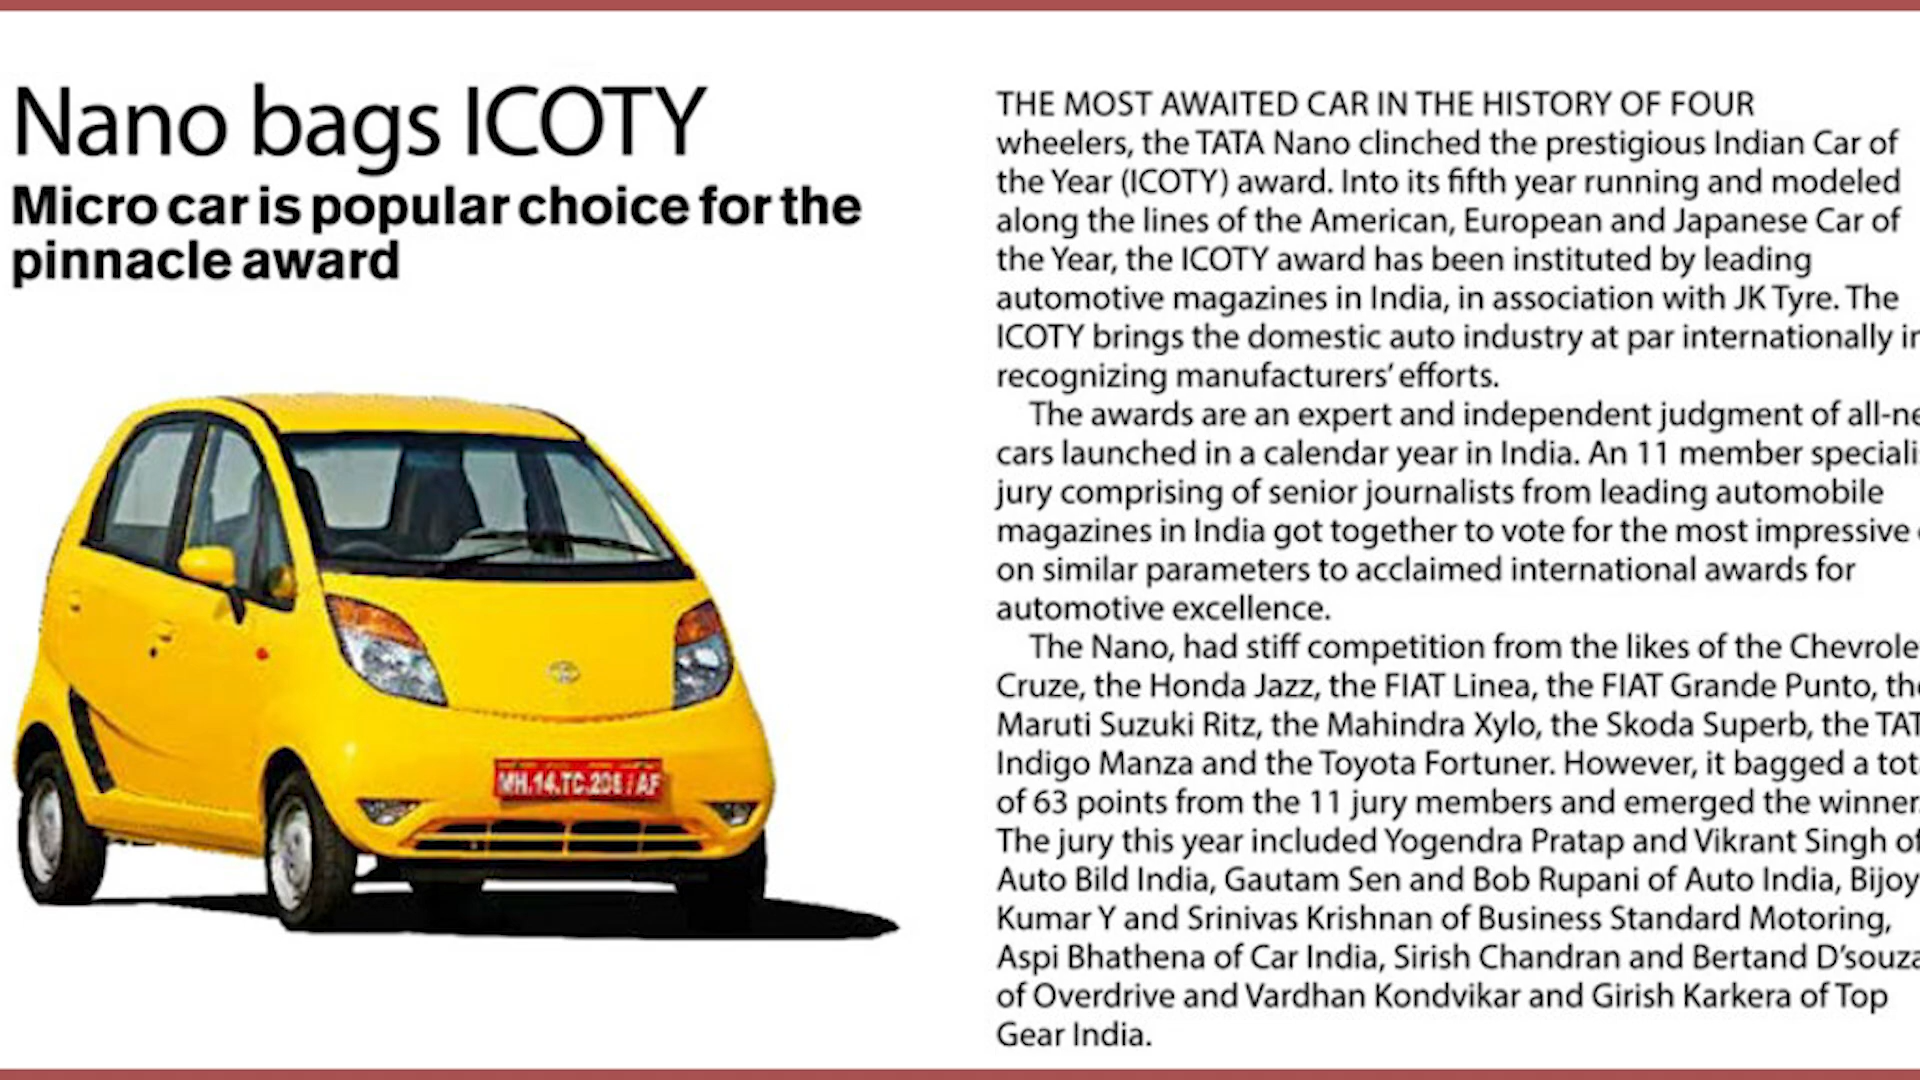 Nano bags ICOTY
Micro car is popular choice for the
pinnacle award
THE MOST AWAITED CAR IN THE HISTORY OF FOUR
wheelers, the TATA Nano clinched the prestigious Indian Car of
the Year (ICOTY) award. Into its fifth year running and modeled
along the lines of the American, European and Japanese Car of
the Year, the ICOTY award has been instituted by leading
automotive magazines in India, in association with JK Tyre. The
ICOTY brings the domestic auto industry at par internationally in
recognizing manufacturers’ efforts.
The awards are an expert and independent judgment of all-ne
cars launched in a calendar year in India. An 11 member speciali
jury comprising of senior journalists from leading automobile
magazines in India got together to vote for the most impressive
on similar parameters to acclaimed international awards for
automotive excellence.
The Nano, had stiff competition from the likes of the Chevrole
Cruze, the Honda Jazz, the FIAT Linea, the FIAT Grande Punto, the
Maruti Suzuki Ritz, the Mahindra Xylo, the Skoda Superb, the TAT
Indigo Manza and the Toyota Fortuner. However, it bagged a tot
of 63 points from the 11 jury members and emerged the winner.
The jury this year included Yogendra Pratap and Vikrant Singh of
Auto Bild India, Gautam Sen and Bob Rupani of Auto India, Bijoy
Kumar Y and Srinivas Krishnan of Business Standard Motoring,
Aspi Bhathena of Car India, Sirish Chandran and Bertand D’souza
of Overdrive and Vardhan Kondvikar and Girish Karkera of Top
Gear India.
MH.14.TC.206